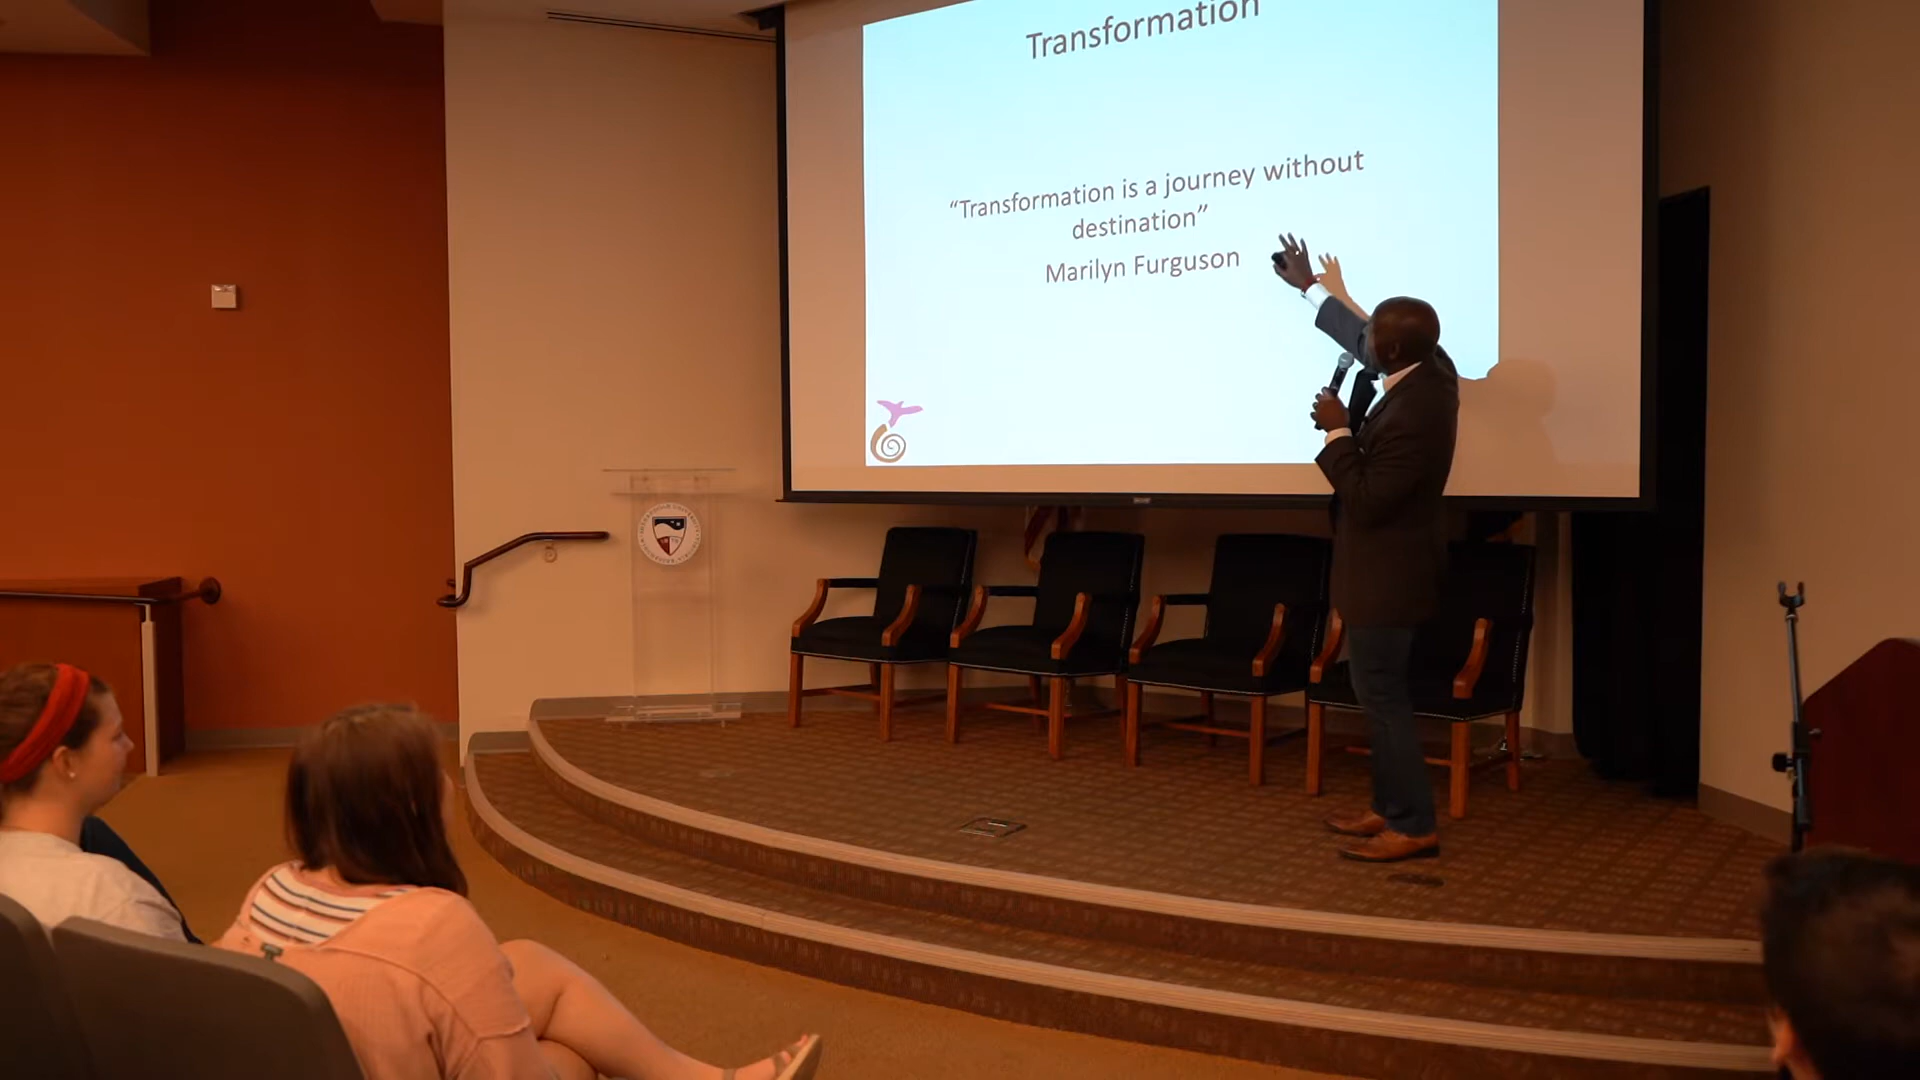 Transformation
“Transformation is a journey without
destination”
Marilyn Furguson